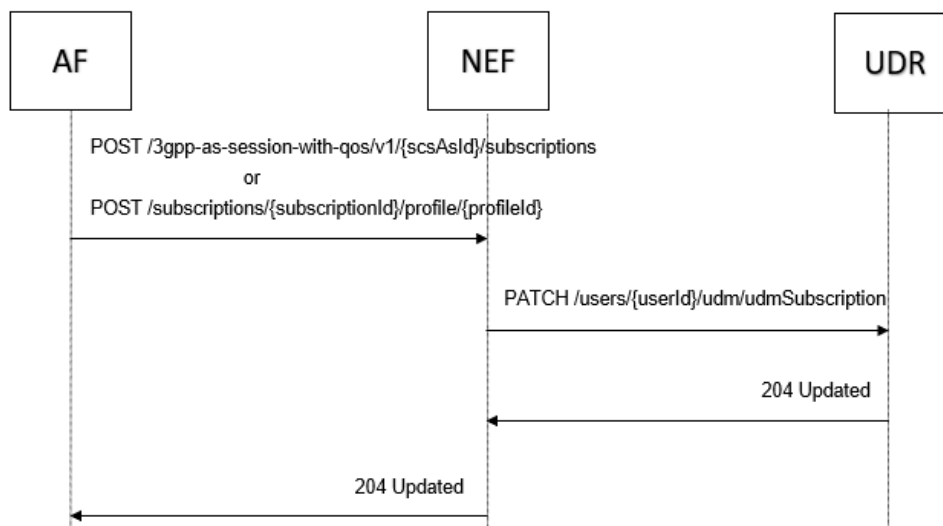 AF
NEF
UDR
POST /3gpp-as-session-with-qos/v1/{scsAsId}/subscriptions
or
POST /subscriptions/{subscriptionId}/profile/{profileId}
PATCH /users/{userId}/udm/udmSubscription
204 Updated
204 Updated